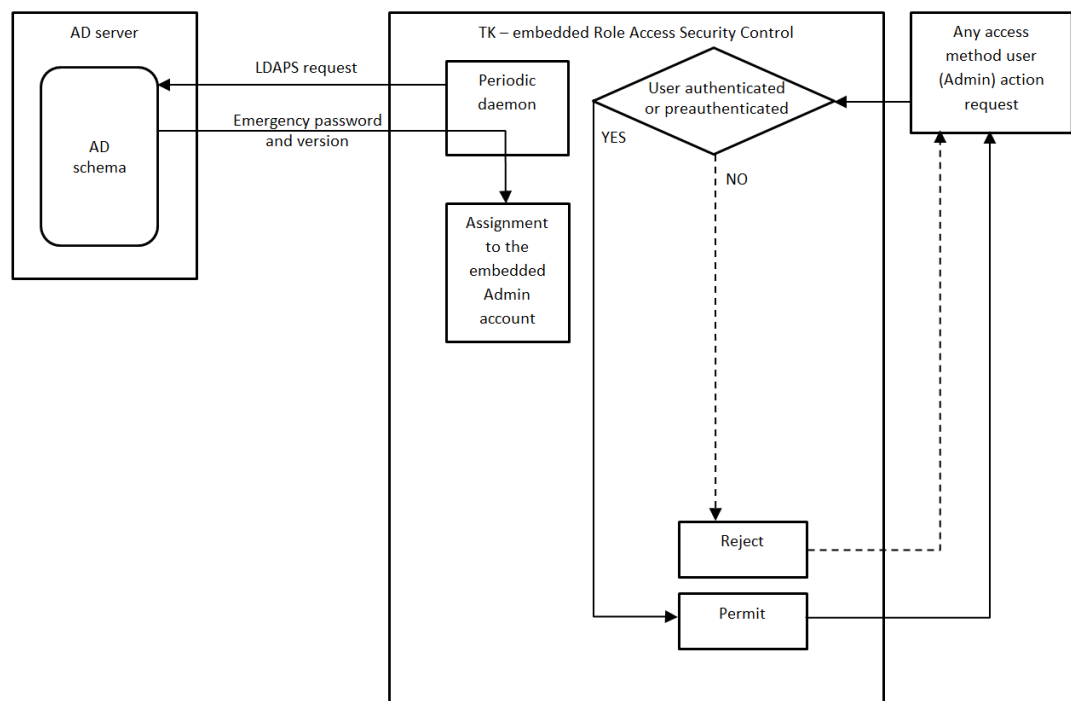 AD server
AD
schema
LDAPS request
Emergency password
and version
TK – embedded Role Access Security Control
Periodic
daemon
Assignment
to the
embedded
Admin
account
User authenticated
or preauthenticated
YES
NO
Reject
Permit
Any access
method user
(Admin) action
request